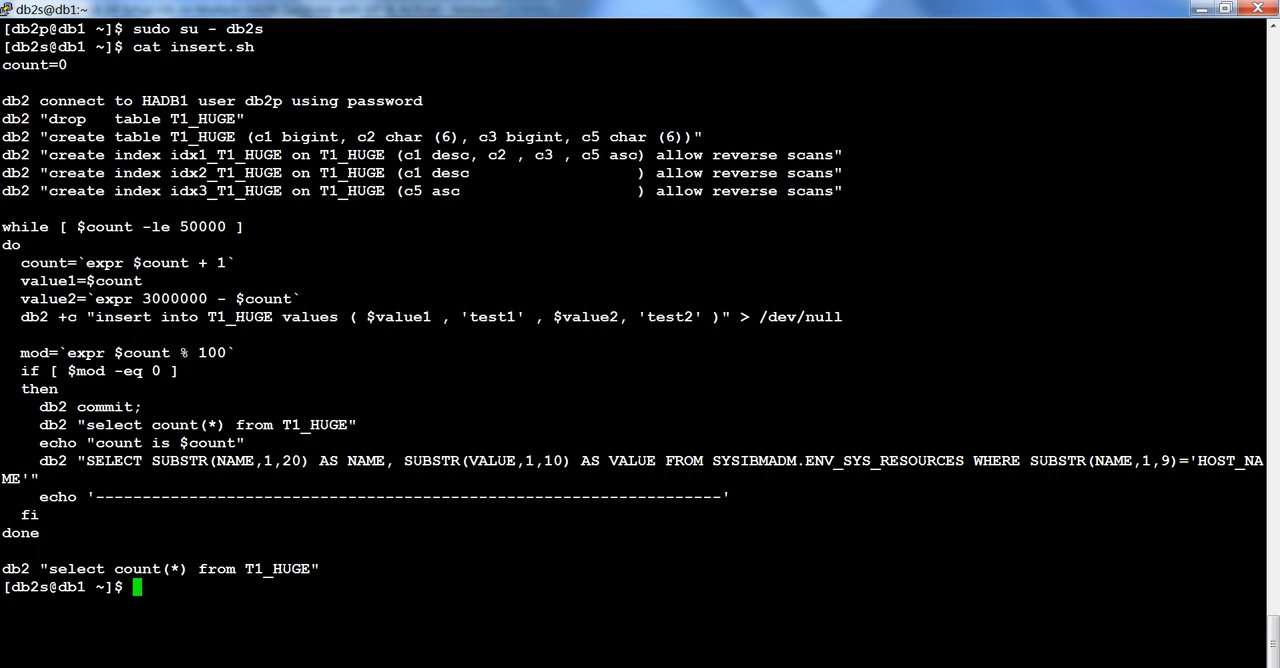 db2s@db1:~
[db2p@db1 ~]$ sudo su - db2s
[db2s@db1 ~]$ cat insert.sh
count=0
db2 connect to HADB1 user db2p using password
db2 "drop   table T1_HUGE"
db2 "create table T1_HUGE (c1 bigint, c2 char (6), c3 bigint, c5 char (6))"
db2 "create index idx1_T1_HUGE on T1_HUGE (c1 desc, c2 , c3 , c5 asc) allow reverse scans"
db2 "create index idx2_T1_HUGE on T1_HUGE (c1 desc                  ) allow reverse scans"
db2 "create index idx3_T1_HUGE on T1_HUGE (c5 asc                   ) allow reverse scans"
while [ $count -le 50000 ]
do
  count=`expr $count + 1`
  value1=$count
  value2=`expr 3000000 - $count`
  db2 +c "insert into T1_HUGE values ( $value1 , 'test1' , $value2, 'test2' )" > /dev/null
  mod=`expr $count % 100`
  if [ $mod -eq 0 ]
  then
    db2 commit;
    db2 "select count(*) from T1_HUGE"
    echo "count is $count"
    db2 "SELECT SUBSTR(NAME,1,20) AS NAME, SUBSTR(VALUE,1,10) AS VALUE FROM SYSIBMADM.ENV_SYS_RESOURCES WHERE SUBSTR(NAME,1,9)='HOST_NA
ME'"
    echo '-------------------------------------------------------------------'
  fi
done
db2 "select count(*) from T1_HUGE"
[db2s@db1 ~]$